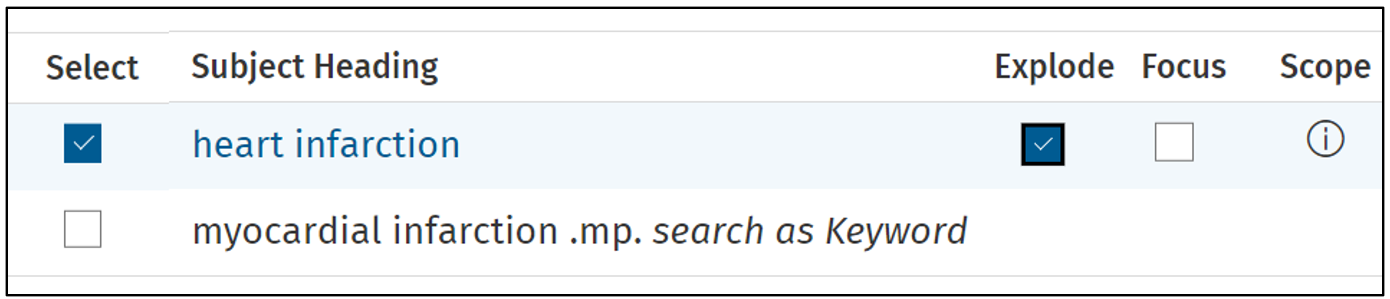 Select Subject Heading Explode Focus Scope
heart infarction
myocardial infarction .mp. search as Keyword